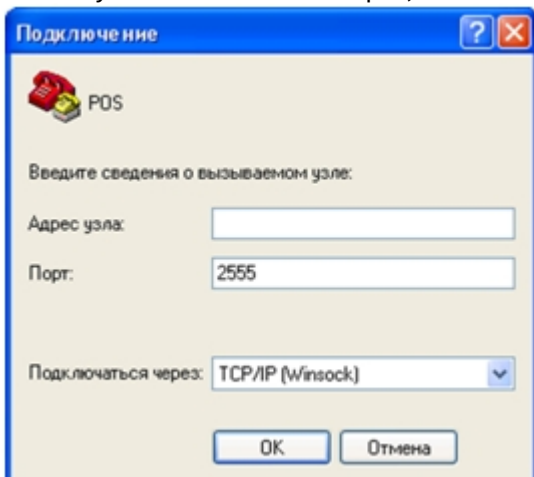 Подключение
POS
Введите сведения о вызываемом узле:
Адрес узла:
Порт: 2555
Подключаться через: TCP/IP (Winsock)
OK Отмена